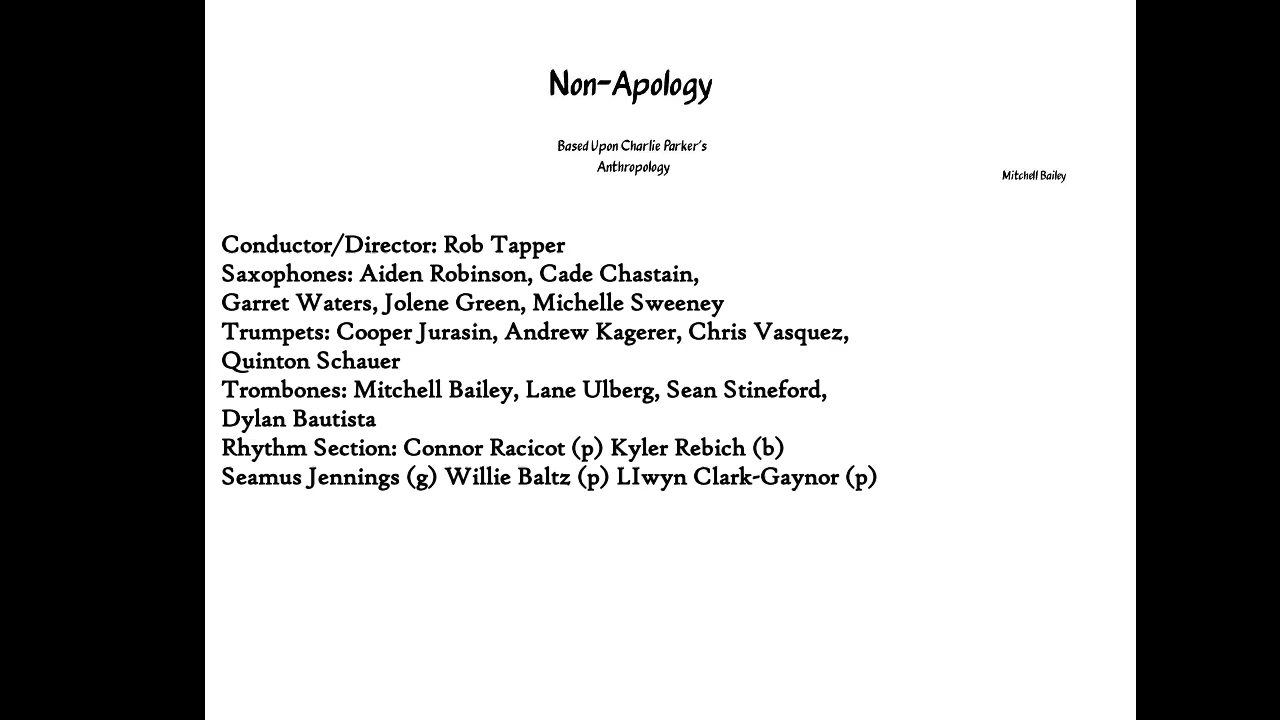 Non-Apology
Based Upon Charlie Parker's
Anthropology
Mitchell Bailey
Conductor/Director: Rob Tapper
Saxophones: Aiden Robinson, Cade Chastain,
Garret Waters, Jolene Green, Michelle Sweeney
Trumpets: Cooper Jurasin, Andrew Kagerer, Chris Vasquez,
Quinton Schauer
Trombones: Mitchell Bailey, Lane Ulberg, Sean Stineford,
Dylan Bautista
Rhythm Section: Connor Racicot (p) Kyler Rebich (b)
Seamus Jennings (g) Willie Baltz (p) LIwyn Clark-Gaynor (p)